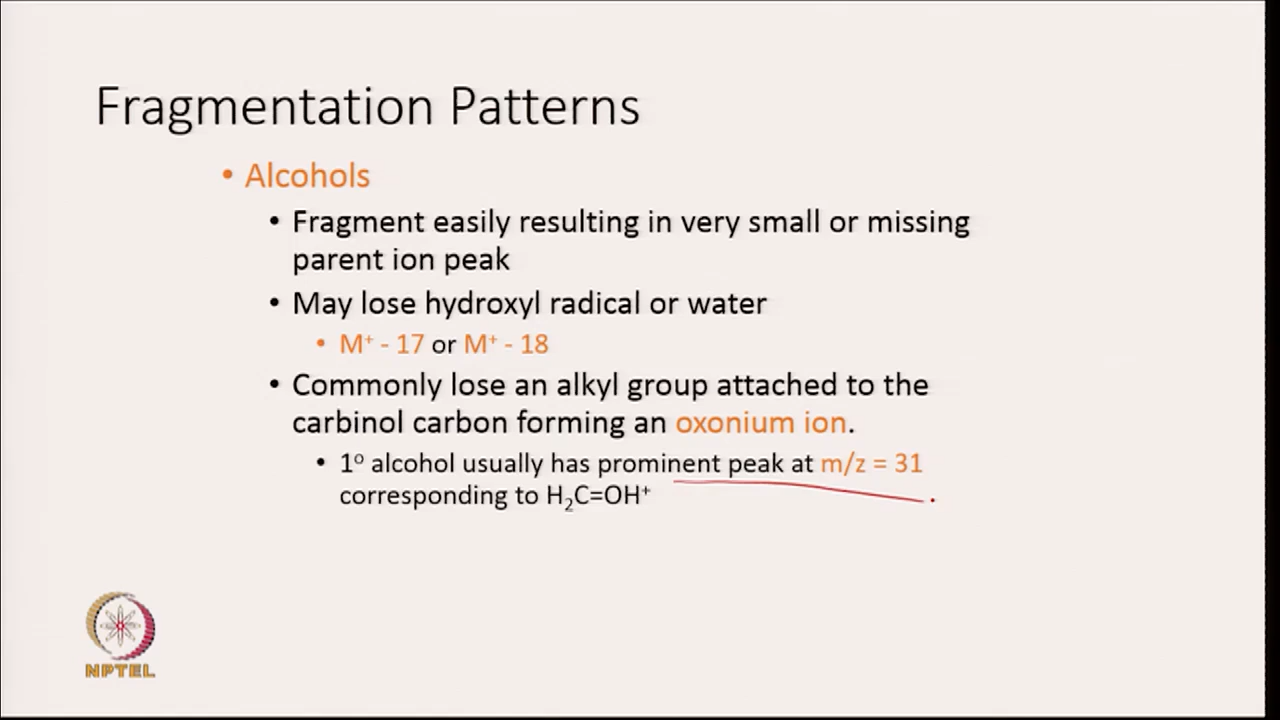 Fragmentation Patterns
• Alcohols
• Fragment easily resulting in very small or missing
parent ion peak
• May lose hydroxyl radical or water
• M⁺ - 17 or M⁺ - 18
• Commonly lose an alkyl group attached to the
carbinol carbon forming an oxonium ion.
• 1º alcohol usually has prominent peak at m/z = 31
corresponding to H₂C=OH⁺
NPTEL